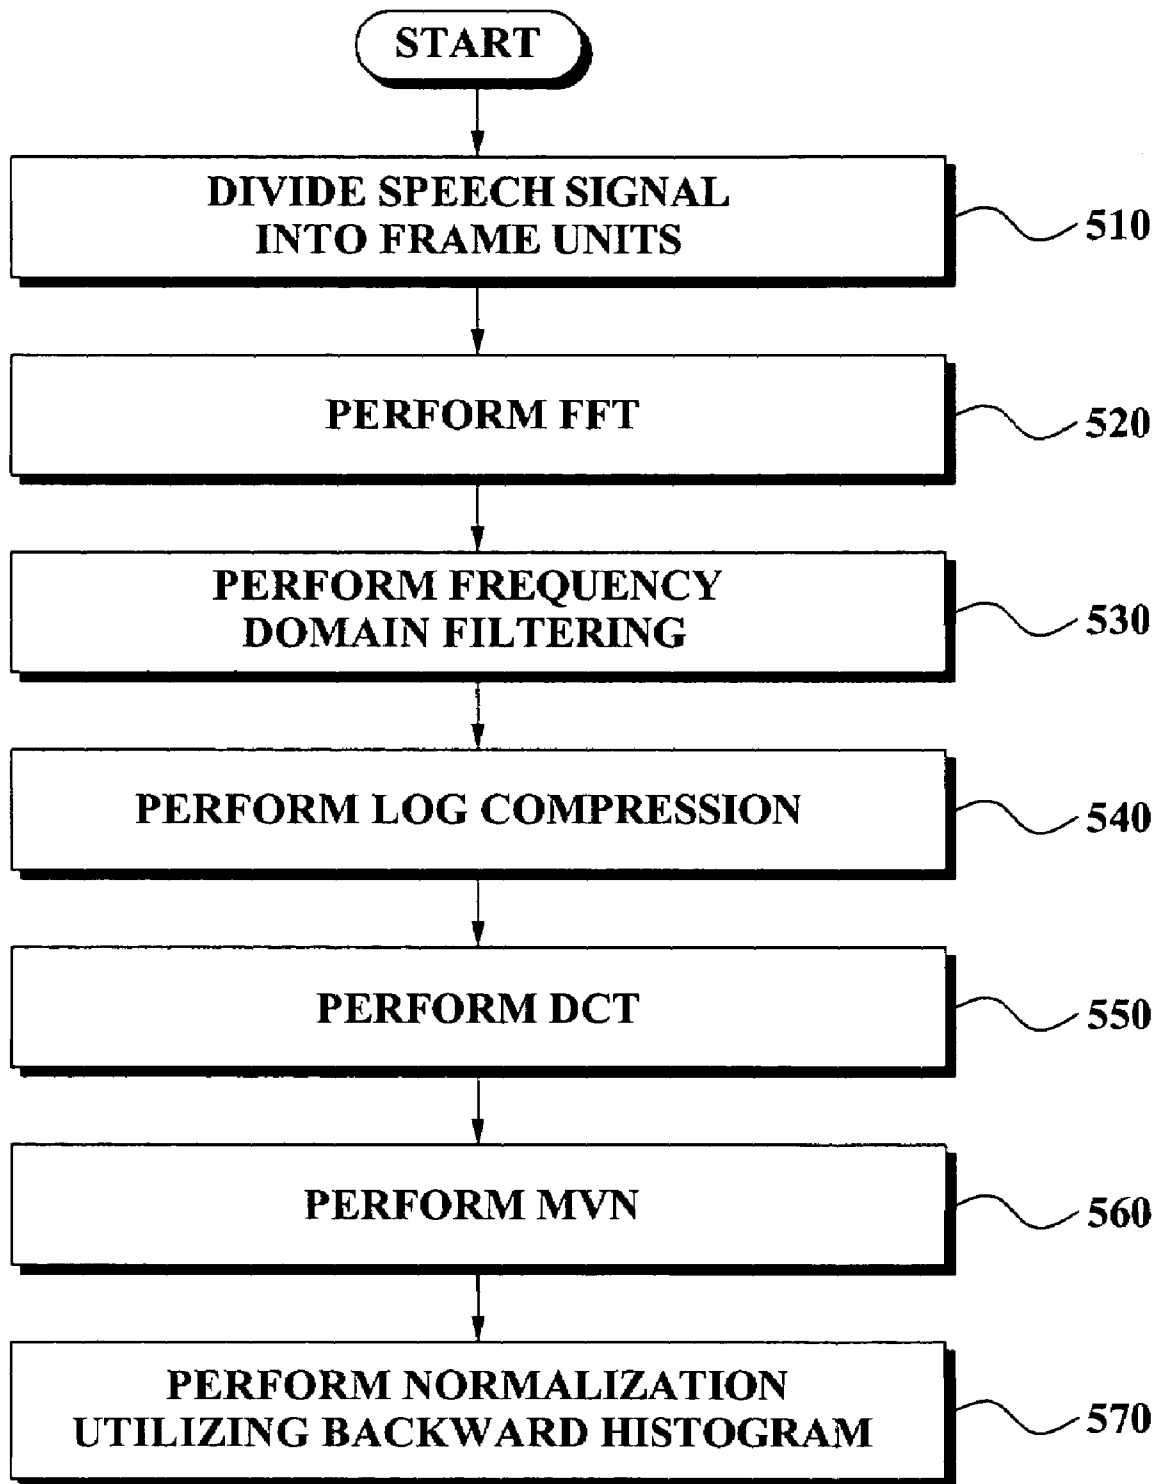 START
DIVIDE SPEECH SIGNAL
INTO FRAME UNITS
510
PERFORM FFT
520
PERFORM FREQUENCY
DOMAIN FILTERING
530
PERFORM LOG COMPRESSION
540
PERFORM DCT
550
PERFORM MVN
560
PERFORM NORMALIZATION
UTILIZING BACKWARD HISTOGRAM
570